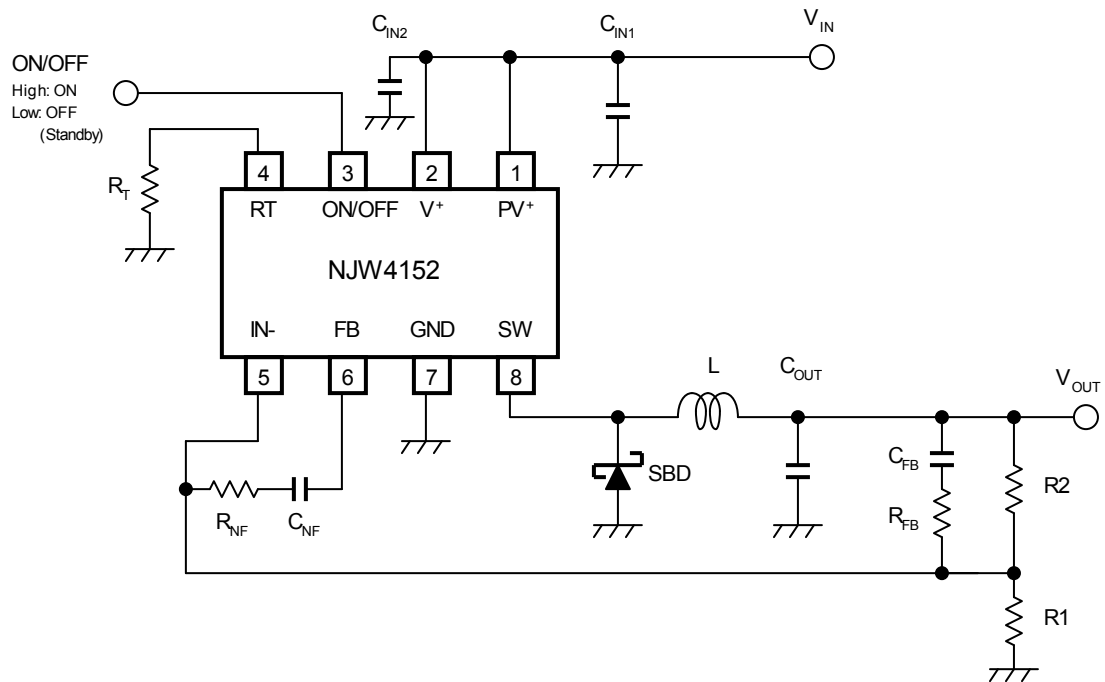 C_IN2
C_IN1
V_IN
ON/OFF
High: ON
Low: OFF
(Standby)
R_T
4 3 2 1
RT ON/OFF V⁺ PV⁺
NJW4152
IN- FB GND SW
5 6 7 8
L
C_OUT
V_OUT
SBD
C_FB
R2
R_FB
R_NF
C_NF
R1